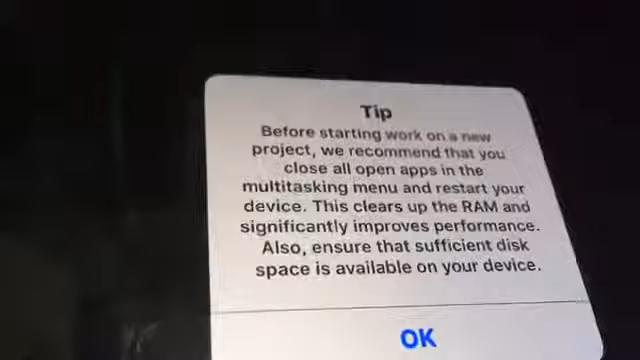 Tip
Before starting work on a new
project, we recommend that you
close all open apps in the
multitasking menu and restart your
device. This clears up the RAM and
significantly improves performance.
Also, ensure that sufficient disk
space is available on your device.
OK